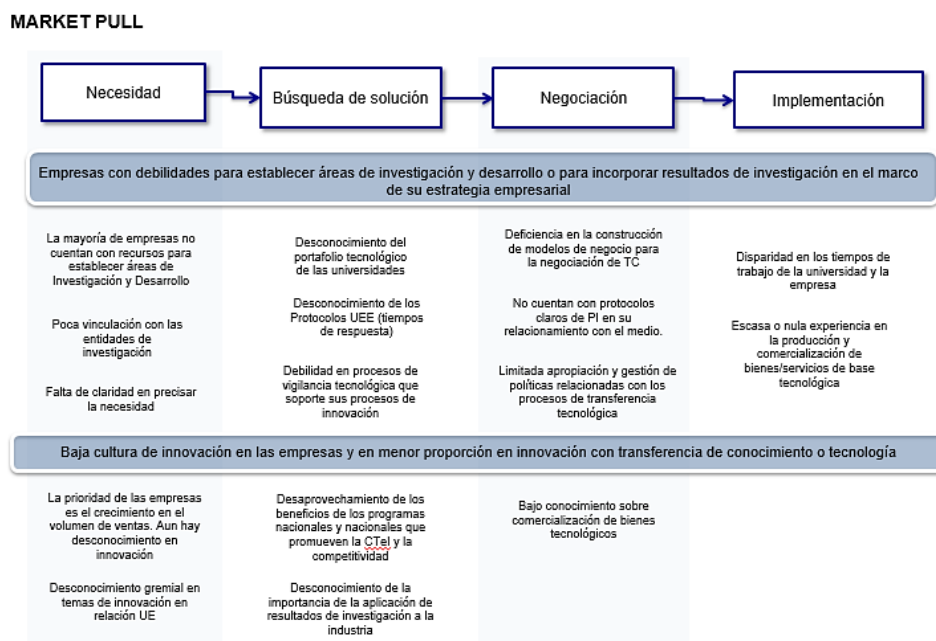 MARKET PULL
Necesidad
Búsqueda de solución
Negociación
Implementación
Empresas con debilidades para establecer áreas de investigación y desarrollo o para incorporar resultados de investigación en el marco
de su estrategia empresarial
La mayoría de empresas no
cuentan con recursos para
establecer áreas de
Investigación y Desarrollo
Poca vinculación con las
entidades de
investigación
Falta de claridad en precisar
la necesidad
Desconocimiento del
portafolio tecnológico
de las universidades
Desconocimiento de los
Protocolos UEE (tiempos
de respuesta)
Debilidad en procesos de
vigilancia tecnológica que
soporte sus procesos de
innovación
Deficiencia en la construcción
de modelos de negocio para
la negociación de TC
No cuentan con protocolos
claros de PI en su
relacionamiento con el medio.
Limitada apropiación y gestión de
políticas relacionadas con los
procesos de transferencia
tecnológica
Disparidad en los tiempos de
trabajo de la universidad y la
empresa
Escasa o nula experiencia en
la producción y
comercialización de
bienes/servicios de base
tecnológica
Baja cultura de innovación en las empresas y en menor proporción en innovación con transferencia de conocimiento o tecnología
La prioridad de las empresas
es el crecimiento en el
volumen de ventas. Aun hay
desconocimiento en
innovación
Desconocimiento gremial en
temas de innovación en
relación UE
Desaprovechamiento de los
beneficios de los programas
nacionales y nacionales que
promueven la CTeI y la
competitividad
Desconocimiento de la
importancia de la aplicación de
resultados de investigación a la
industria
Bajo conocimiento sobre
comercialización de bienes
tecnológicos